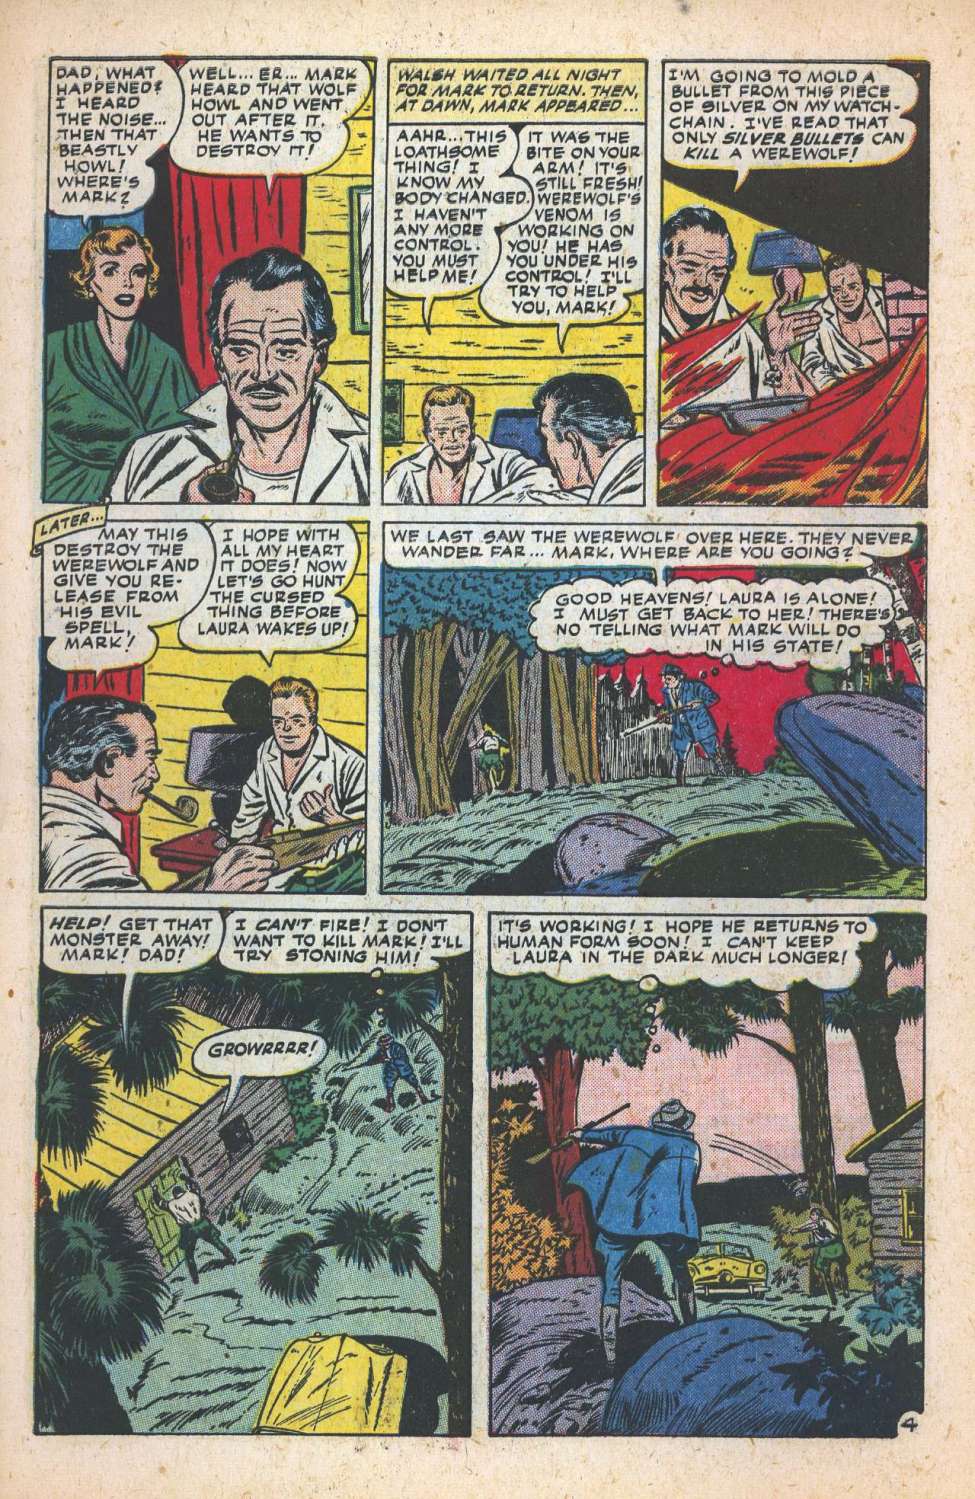 DAD, WHAT
HAPPENED?
I HEARD
THE NOISE...
THEN THAT
BEASTLY
HOWL!
WHERE'S
MARK?
WELL... ER... MARK
HEARD THAT WOLF
HOWL AND WENT
OUT AFTER IT.
HE WANTS TO
DESTROY IT!
WALSH WAITED ALL NIGHT
FOR MARK TO RETURN. THEN,
AT DAWN, MARK APPEARED...
AAHR...THIS
LOATHSOME
THING! I
KNOW MY
BODY CHANGED.
I HAVEN'T
ANY MORE
CONTROL.
YOU MUST
HELP ME!
IT WAS THE
BITE ON YOUR
ARM! IT'S
STILL FRESH!
WEREWOLF'S
VENOM IS
WORKING ON
YOU! HE HAS
YOU UNDER HIS
CONTROL! I'LL
TRY TO HELP
YOU, MARK!
I'M GOING TO MOLD A
BULLET FROM THIS PIECE
OF SILVER ON MY WATCH-
CHAIN. I'VE READ THAT
ONLY SILVER BULLETS CAN
KILL A WEREWOLF!
LATER...
MAY THIS
DESTROY THE
WEREWOLF AND
GIVE YOU RE-
LEASE FROM
HIS EVIL
SPELL,
MARK!
I HOPE WITH
ALL MY HEART
IT DOES! NOW
LET'S GO HUNT
THE CURSED
THING BEFORE
LAURA WAKES UP!
WE LAST SAW THE WEREWOLF OVER HERE. THEY NEVER
WANDER FAR... MARK, WHERE ARE YOU GOING?
GOOD HEAVENS! LAURA IS ALONE!
I MUST GET BACK TO HER! THERE'S
NO TELLING WHAT MARK WILL DO
IN HIS STATE!
HELP! GET THAT
MONSTER AWAY!
MARK! DAD!
I CAN'T FIRE! I DON'T
WANT TO KILL MARK! I'LL
TRY STONING HIM!
GROWRRRR!
IT'S WORKING! I HOPE HE RETURNS TO
HUMAN FORM SOON! I CAN'T KEEP
LAURA IN THE DARK MUCH LONGER!
4